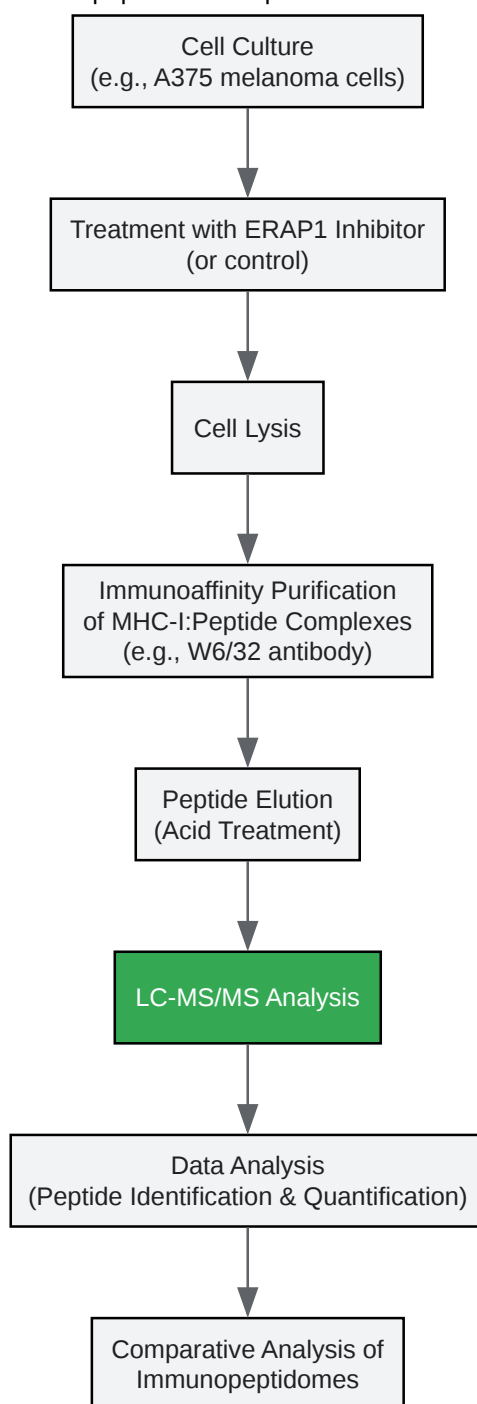 Cell Culture
(e.g., A375 melanoma cells)
Treatment with ERAP1 Inhibitor
(or control)
Cell Lysis
Immunoaffinity Purification
of MHC-I:Peptide Complexes
(e.g., W6/32 antibody)
Peptide Elution
(Acid Treatment)
LC-MS/MS Analysis
Data Analysis
(Peptide Identification & Quantification)
Comparative Analysis of
Immunopeptidomes